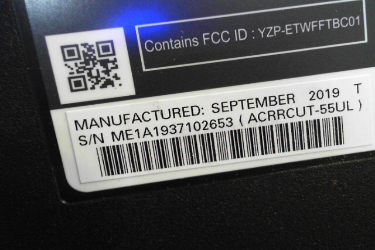 Contains FCC ID : YZP-ETWFFTBC01
MANUFACTURED: SEPTEMBER 2019 T
S/N ME1A1937102653 ( ACRRCUT-55UL )